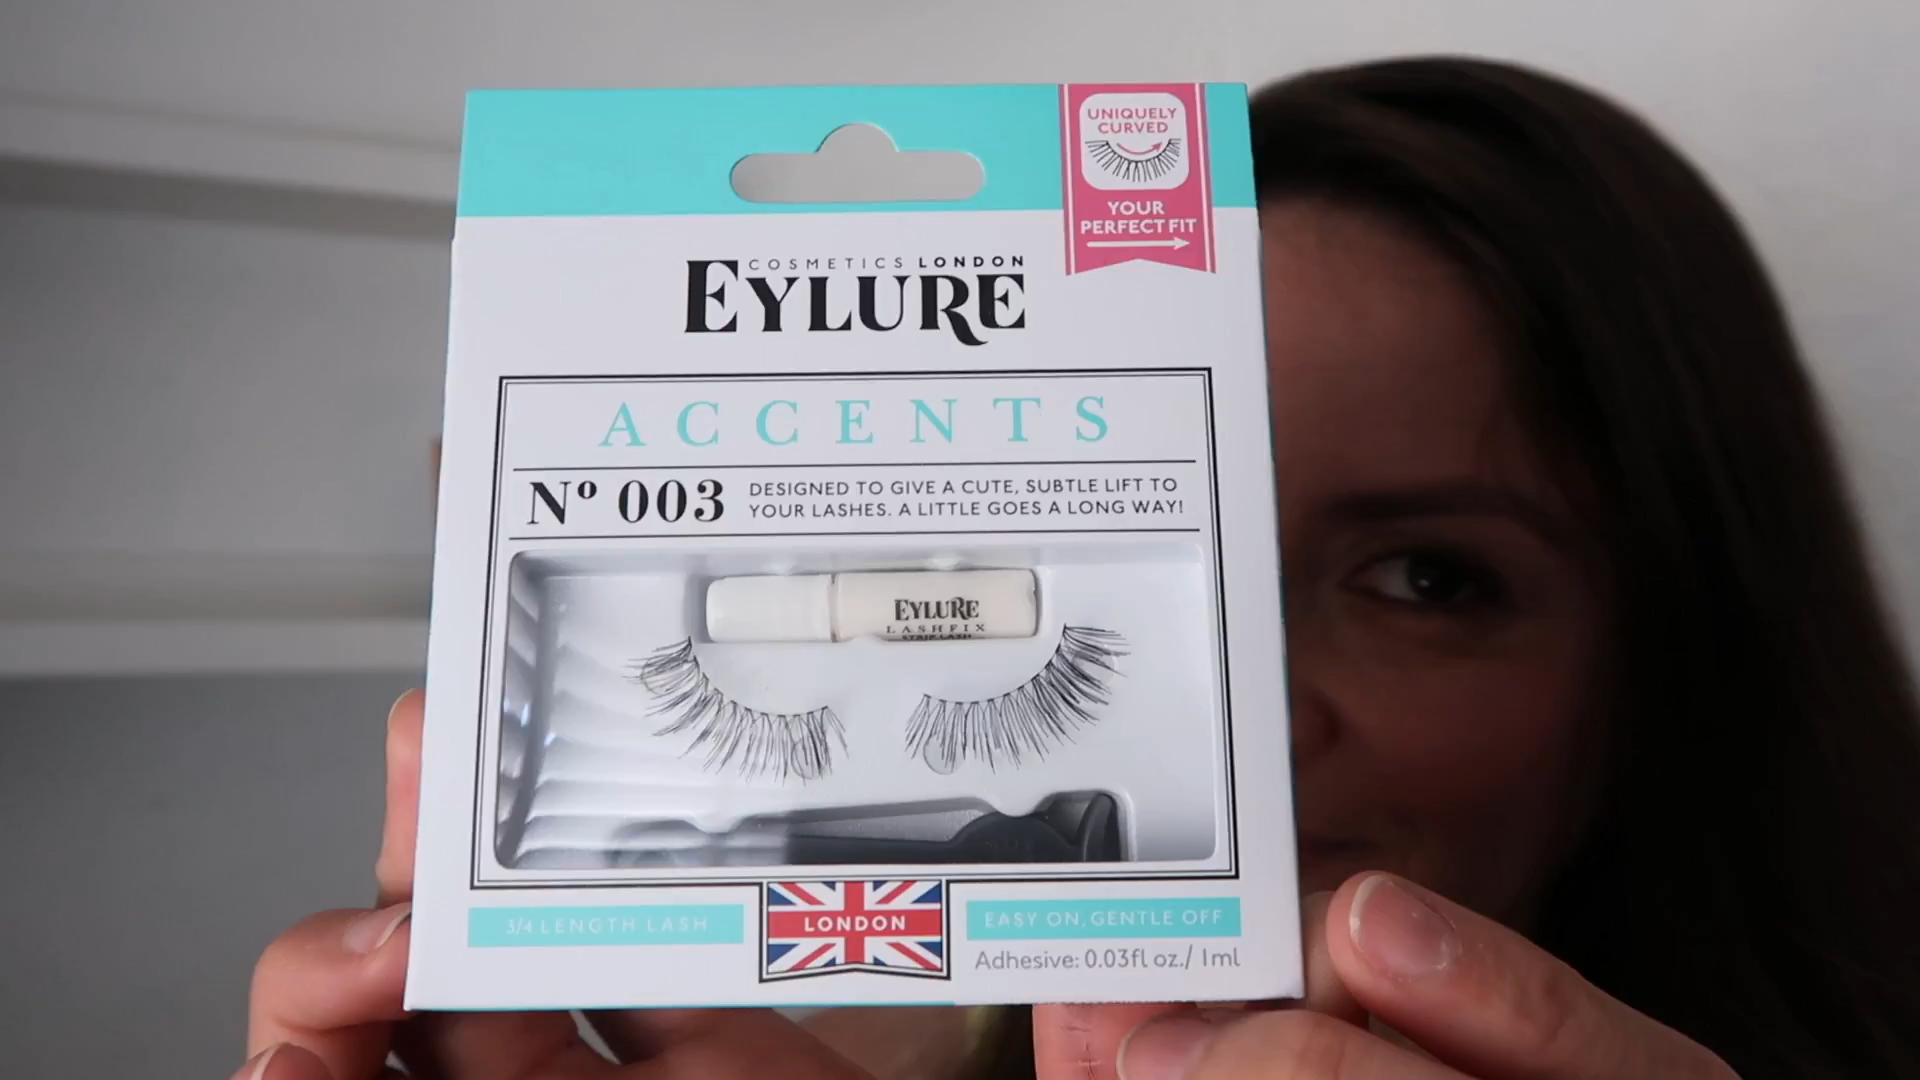 UNIQUELY
CURVED
YOUR
PERFECT FIT
COSMETICS LONDON
EYLURE
ACCENTS
Nº 003
DESIGNED TO GIVE A CUTE, SUBTLE LIFT TO
YOUR LASHES. A LITTLE GOES A LONG WAY!
EYLURE
LASHFIX
STRIP LASH
3/4 LENGTH LASH
LONDON
EASY ON, GENTLE OFF
Adhesive: 0.03fl oz./ 1ml